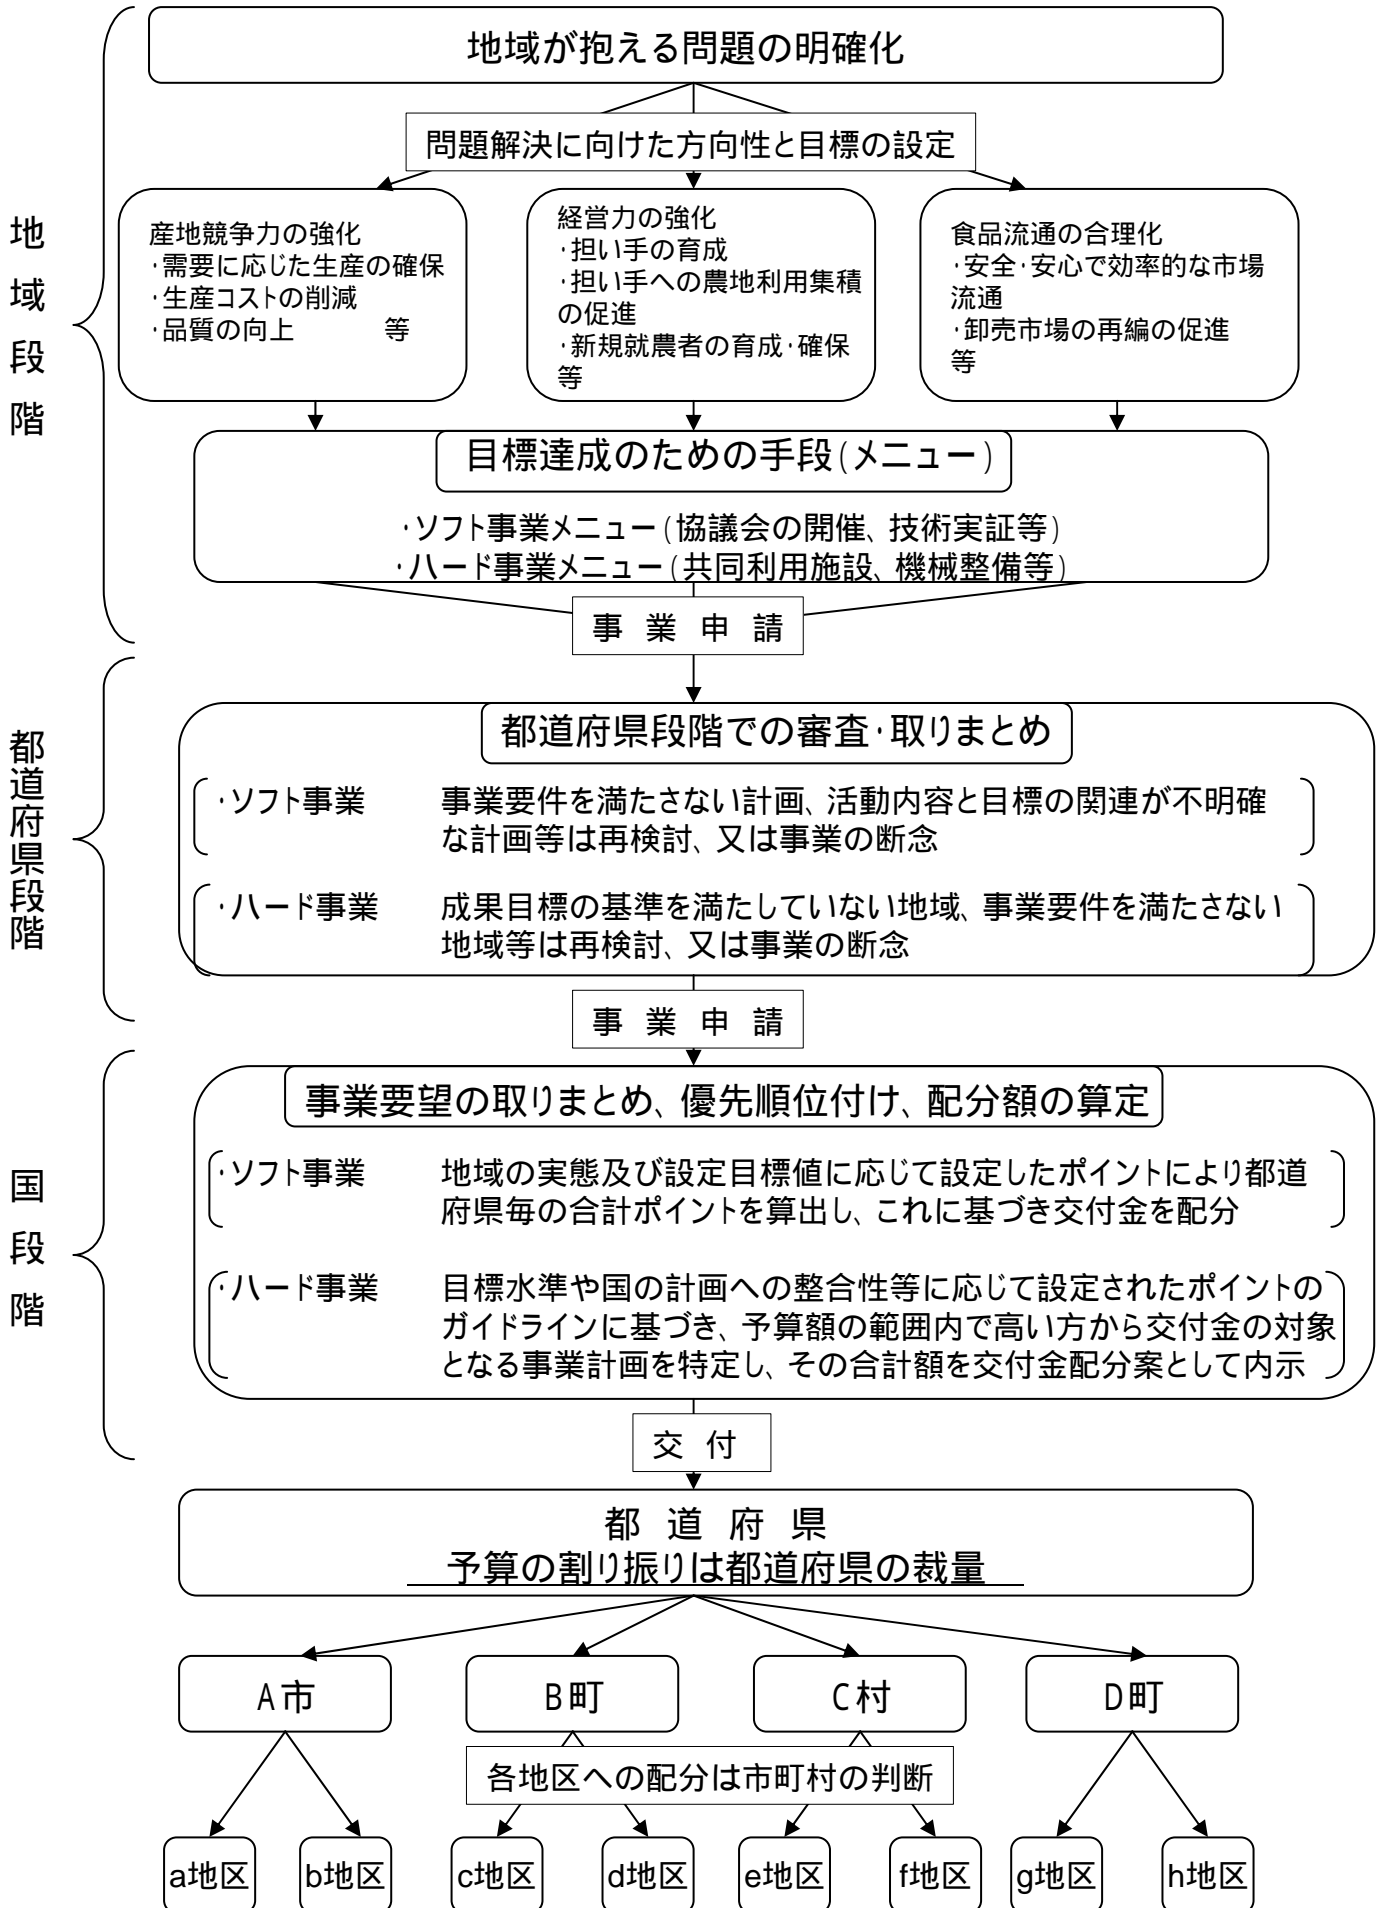 地域が抱える問題の明確化
問題解決に向けた方向性と目標の設定
地域段階
産地競争力の強化
・需要に応じた生産の確保
・生産コストの削減
・品質の向上 等
経営力の強化
・担い手の育成
・担い手への農地利用集積
の促進
・新規就農者の育成・確保
等
食品流通の合理化
・安全・安心で効率的な市場
流通
・卸売市場の再編の促進
等
目標達成のための手段(メニュー)
・ソフト事業メニュー(協議会の開催、技術実証等)
・ハード事業メニュー(共同利用施設、機械整備等)
事業申請
都道府県段階
都道府県段階での審査・取りまとめ
・ソフト事業 事業要件を満たさない計画、活動内容と目標の関連が不明確
な計画等は再検討、又は事業の断念
・ハード事業 成果目標の基準を満たしていない地域、事業要件を満たさない
地域等は再検討、又は事業の断念
事業申請
国段階
事業要望の取りまとめ、優先順位付け、配分額の算定
・ソフト事業 地域の実態及び設定目標値に応じて設定したポイントにより都道
府県毎の合計ポイントを算出し、これに基づき交付金を配分
・ハード事業 目標水準や国の計画への整合性等に応じて設定されたポイントの
ガイドラインに基づき、予算額の範囲内で高い方から交付金の対象
となる事業計画を特定し、その合計額を交付金配分案として内示
交付
都道府県
予算の割り振りは都道府県の裁量
A市 B町 C村 D町
各地区への配分は市町村の判断
a地区 b地区 c地区 d地区 e地区 f地区 g地区 h地区